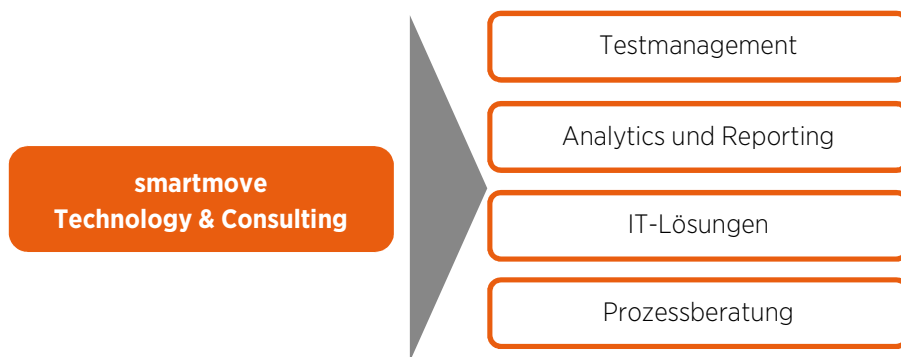 smartmove
Technology & Consulting
Testmanagement
Analytics und Reporting
IT-Lösungen
Prozessberatung